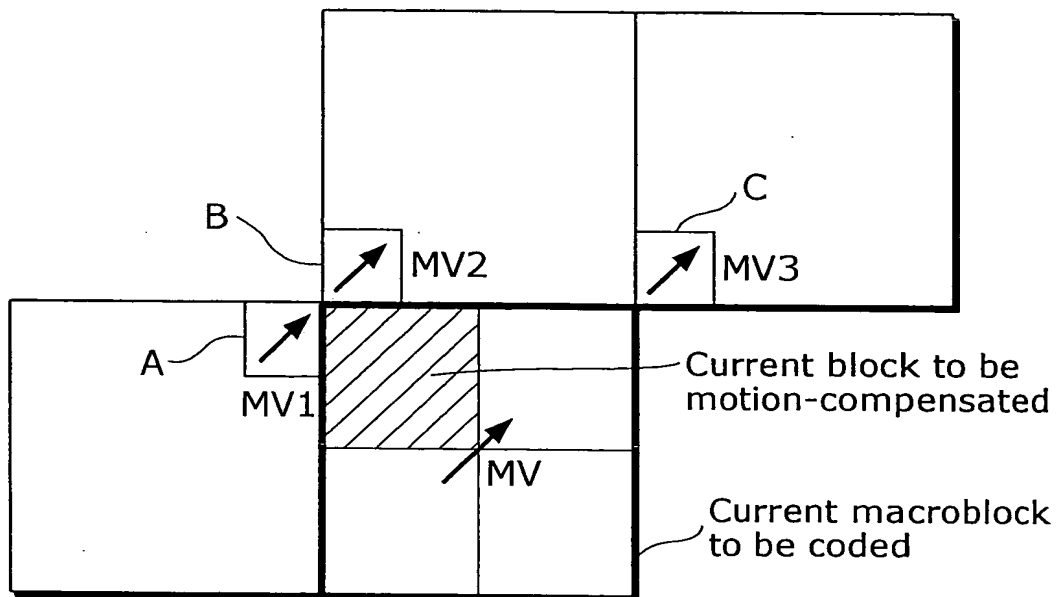 B
MV2
C
MV3
A
MV1
Current block to be
motion-compensated
MV
Current macroblock
to be coded